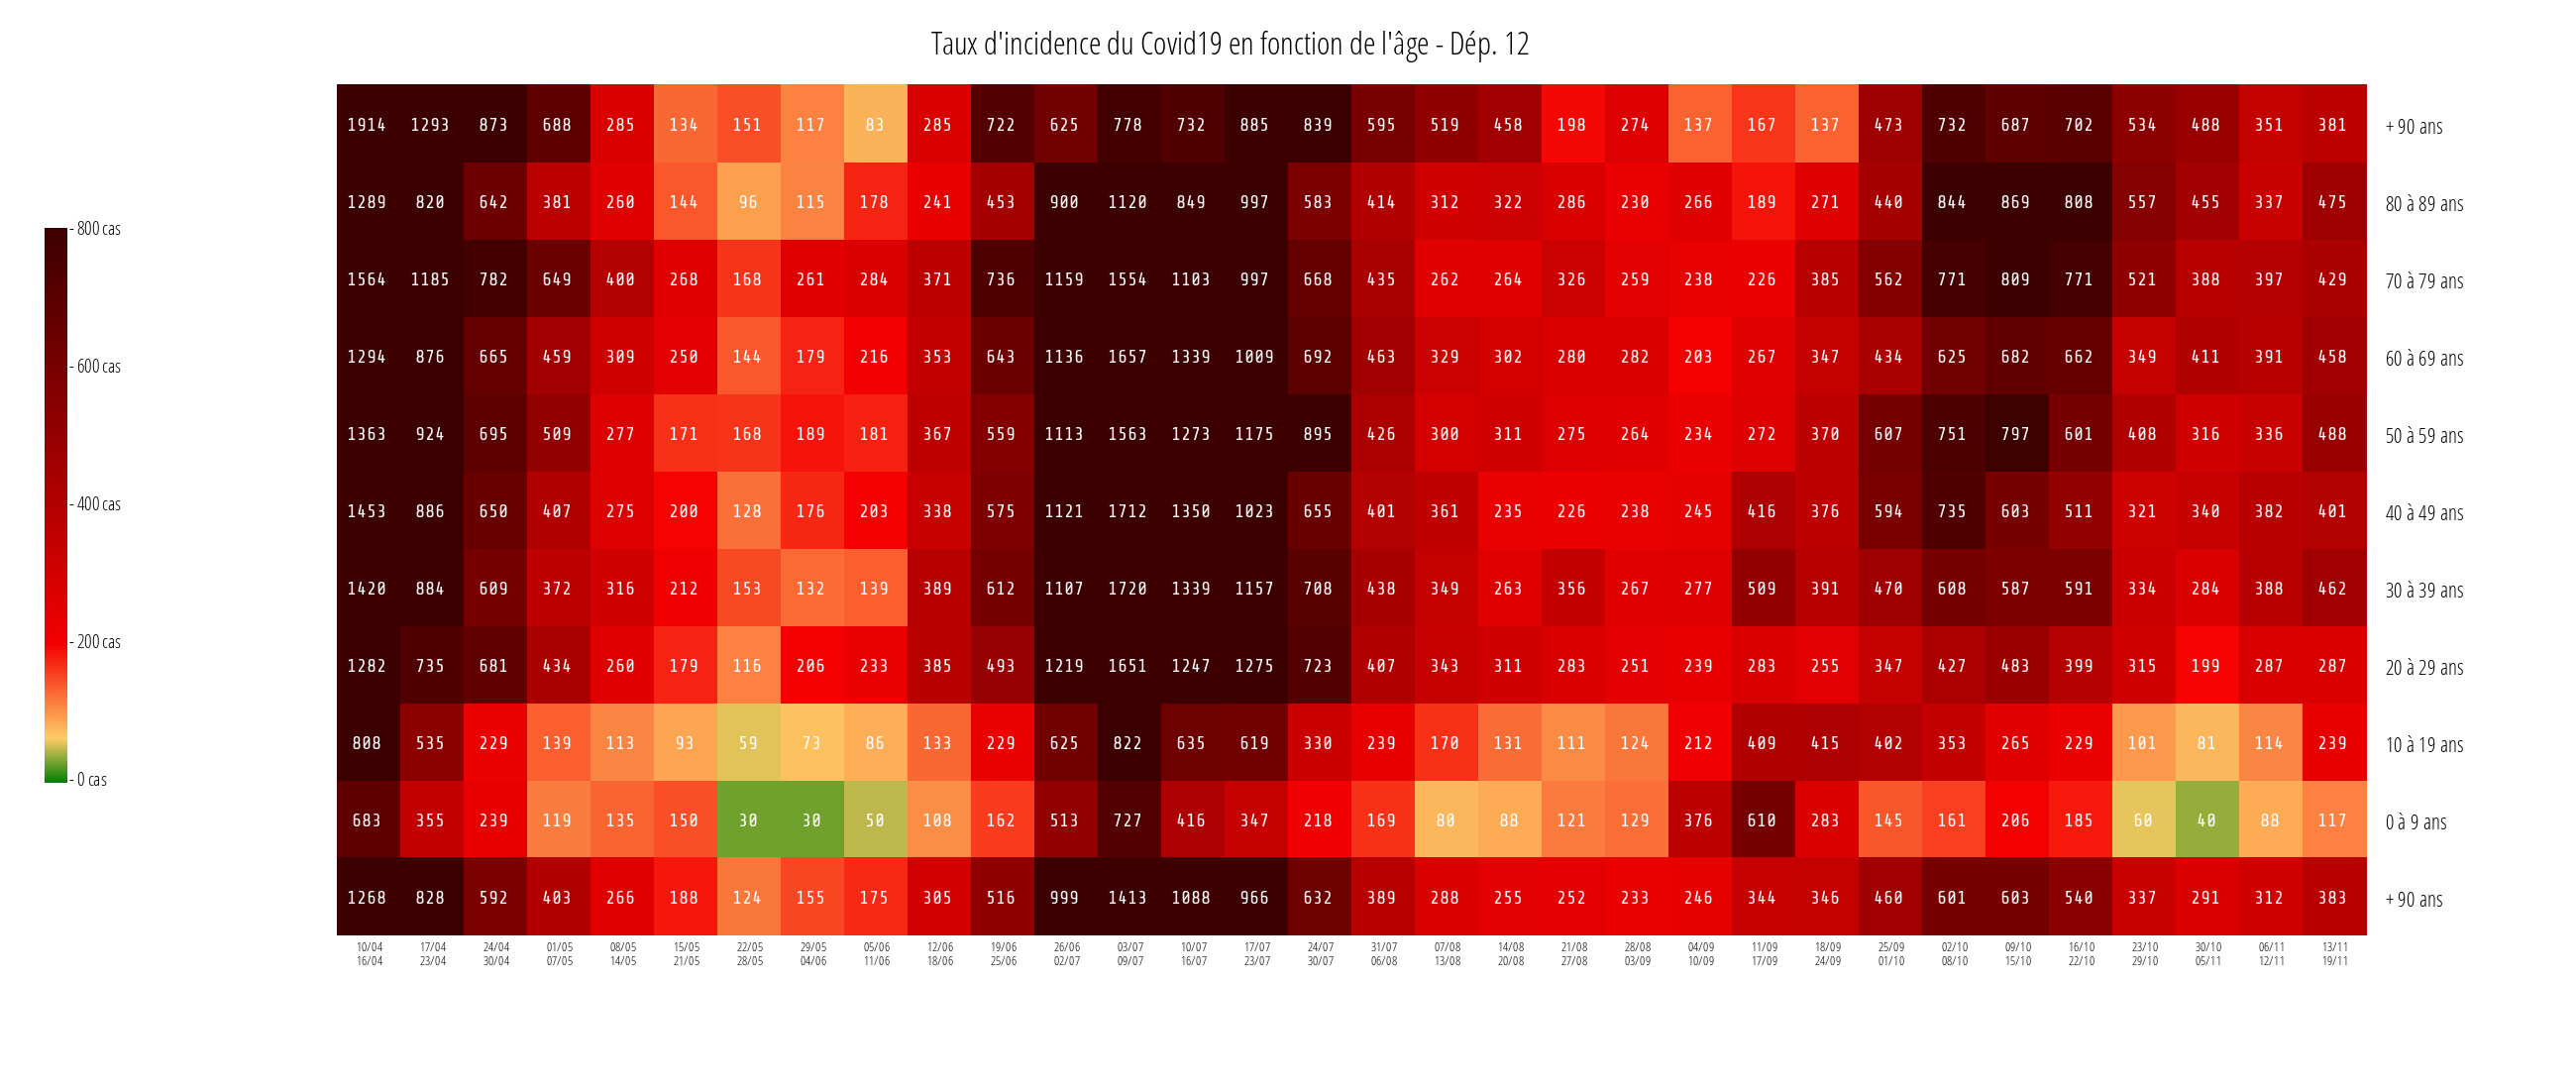 Taux d'incidence du Covid19 en fonction de l'âge - Dép. 12
- 800 cas
- 600 cas
- 400 cas
- 200 cas
- 0 cas
1914 1293 873 688 285 134 151 117 83 285 722 625 778 732 885 839 595 519 458 198 274 137 167 137 473 732 687 702 534 488 351 381 + 90 ans
1289 820 642 381 260 144 96 115 178 241 453 900 1120 849 997 583 414 312 322 286 230 266 189 271 440 844 869 808 557 455 337 475 80 à 89 ans
1564 1185 782 649 400 268 168 261 284 371 736 1159 1554 1103 997 668 435 262 264 326 259 238 226 385 562 771 809 771 521 388 397 429 70 à 79 ans
1294 876 665 459 309 250 144 179 216 353 643 1136 1657 1339 1009 692 463 329 302 280 282 203 267 347 434 625 682 662 349 411 391 458 60 à 69 ans
1363 924 695 509 277 171 168 189 181 367 559 1113 1563 1273 1175 895 426 300 311 275 264 234 272 370 607 751 797 601 408 316 336 488 50 à 59 ans
1453 886 650 407 275 200 128 176 203 338 575 1121 1712 1350 1023 655 401 361 235 226 238 245 416 376 594 735 603 511 321 340 382 401 40 à 49 ans
1420 884 609 372 316 212 153 132 139 389 612 1107 1720 1339 1157 708 438 349 263 356 267 277 509 391 470 608 587 591 334 284 388 462 30 à 39 ans
1282 735 681 434 260 179 116 206 233 385 493 1219 1651 1247 1275 723 407 343 311 283 251 239 283 255 347 427 483 399 315 199 287 287 20 à 29 ans
808 535 229 139 113 93 59 73 86 133 229 625 822 635 619 330 239 170 131 111 124 212 409 415 402 353 265 229 101 81 114 239 10 à 19 ans
683 355 239 119 135 150 30 30 50 108 162 513 727 416 347 218 169 80 88 121 129 376 610 283 145 161 206 185 60 40 88 117 0 à 9 ans
1268 828 592 403 266 188 124 155 175 305 516 999 1413 1088 966 632 389 288 255 252 233 246 344 346 460 601 603 540 337 291 312 383 + 90 ans
10/04 17/04 24/04 01/05 08/05 15/05 22/05 29/05 05/06 12/06 19/06 26/06 03/07 10/07 17/07 24/07 31/07 07/08 14/08 21/08 28/08 04/09 11/09 18/09 25/09 02/10 09/10 16/10 23/10 30/10 06/11 13/11
16/04 23/04 30/04 07/05 14/05 21/05 28/05 04/06 11/06 18/06 25/06 02/07 09/07 16/07 23/07 30/07 06/08 13/08 20/08 27/08 03/09 10/09 17/09 24/09 01/10 08/10 15/10 22/10 29/10 05/11 12/11 19/11